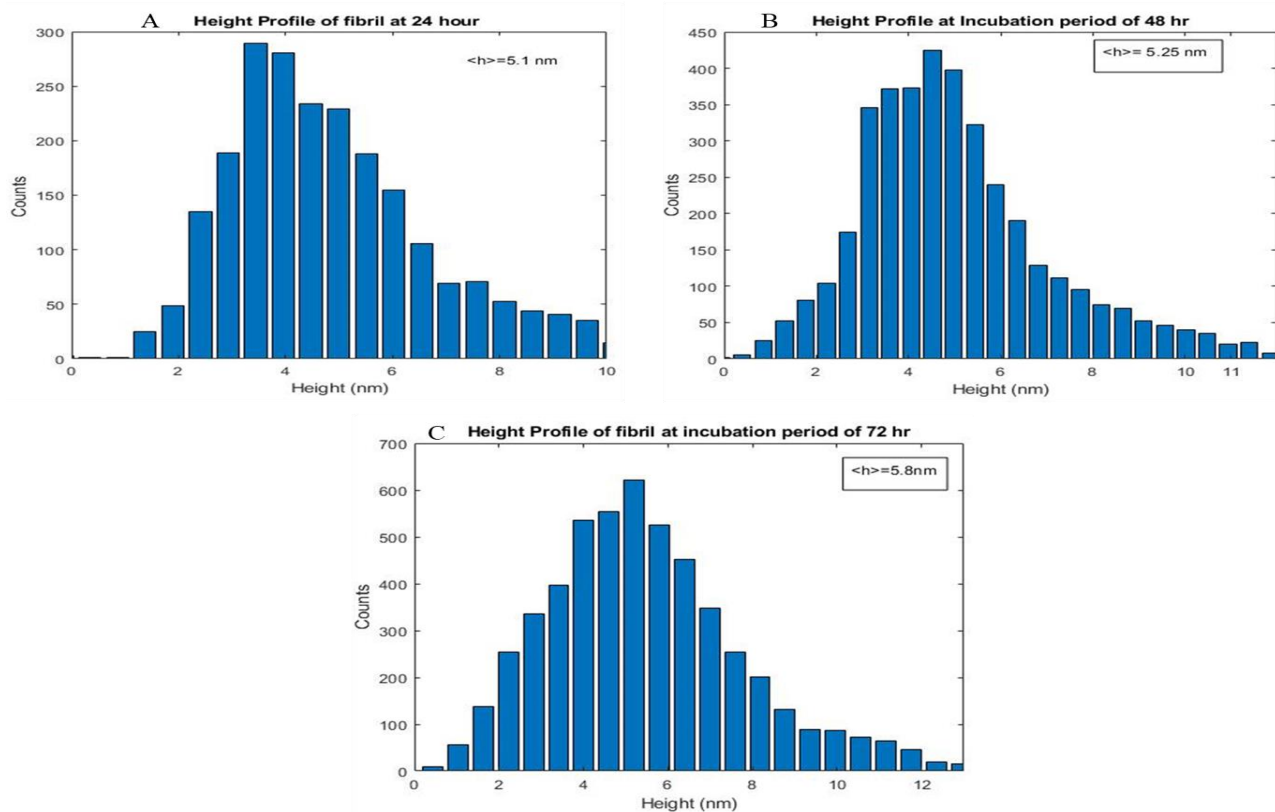 A
Height Profile of fibril at 24 hour
<h>=5.1 nm
300
250
200
150
100
50
0
Counts
0 2 4 6 8 10
Height (nm)
B
Height Profile at Incubation period of 48 hr
<h>= 5.25 nm
450
400
350
300
250
200
150
100
50
0
Counts
0 2 4 6 8 10 11
Height (nm)
C
Height Profile of fibril at incubation period of 72 hr
<h>=5.8nm
700
600
500
400
300
200
100
0
Counts
0 2 4 6 8 10 12
Height (nm)